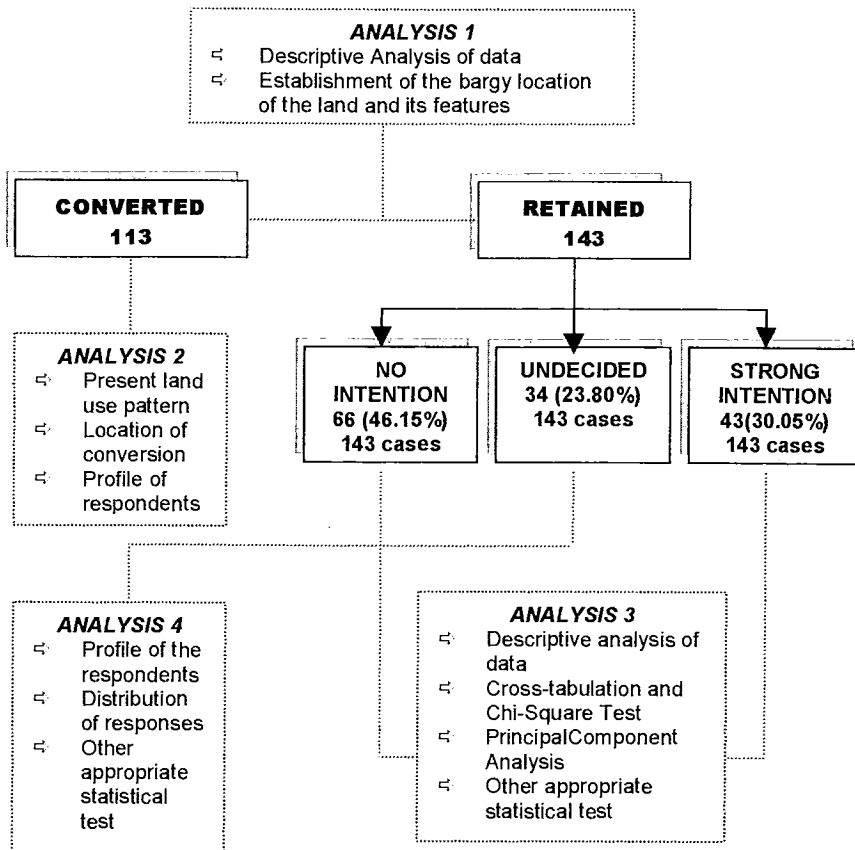 ANALYSIS 1
⇨ Descriptive Analysis of data
⇨ Establishment of the bargy location
of the land and its features
CONVERTED
113
RETAINED
143
ANALYSIS 2
⇨ Present land
use pattern
⇨ Location of
conversion
⇨ Profile of
respondents
NO
INTENTION
66 (46.15%)
143 cases
UNDECIDED
34 (23.80%)
143 cases
STRONG
INTENTION
43(30.05%)
143 cases
ANALYSIS 4
⇨ Profile of the
respondents
⇨ Distribution
of responses
⇨ Other
appropriate
statistical
test
ANALYSIS 3
⇨ Descriptive analysis of
data
⇨ Cross-tabulation and
Chi-Square Test
⇨ PrincipalComponent
Analysis
⇨ Other appropriate
statistical test